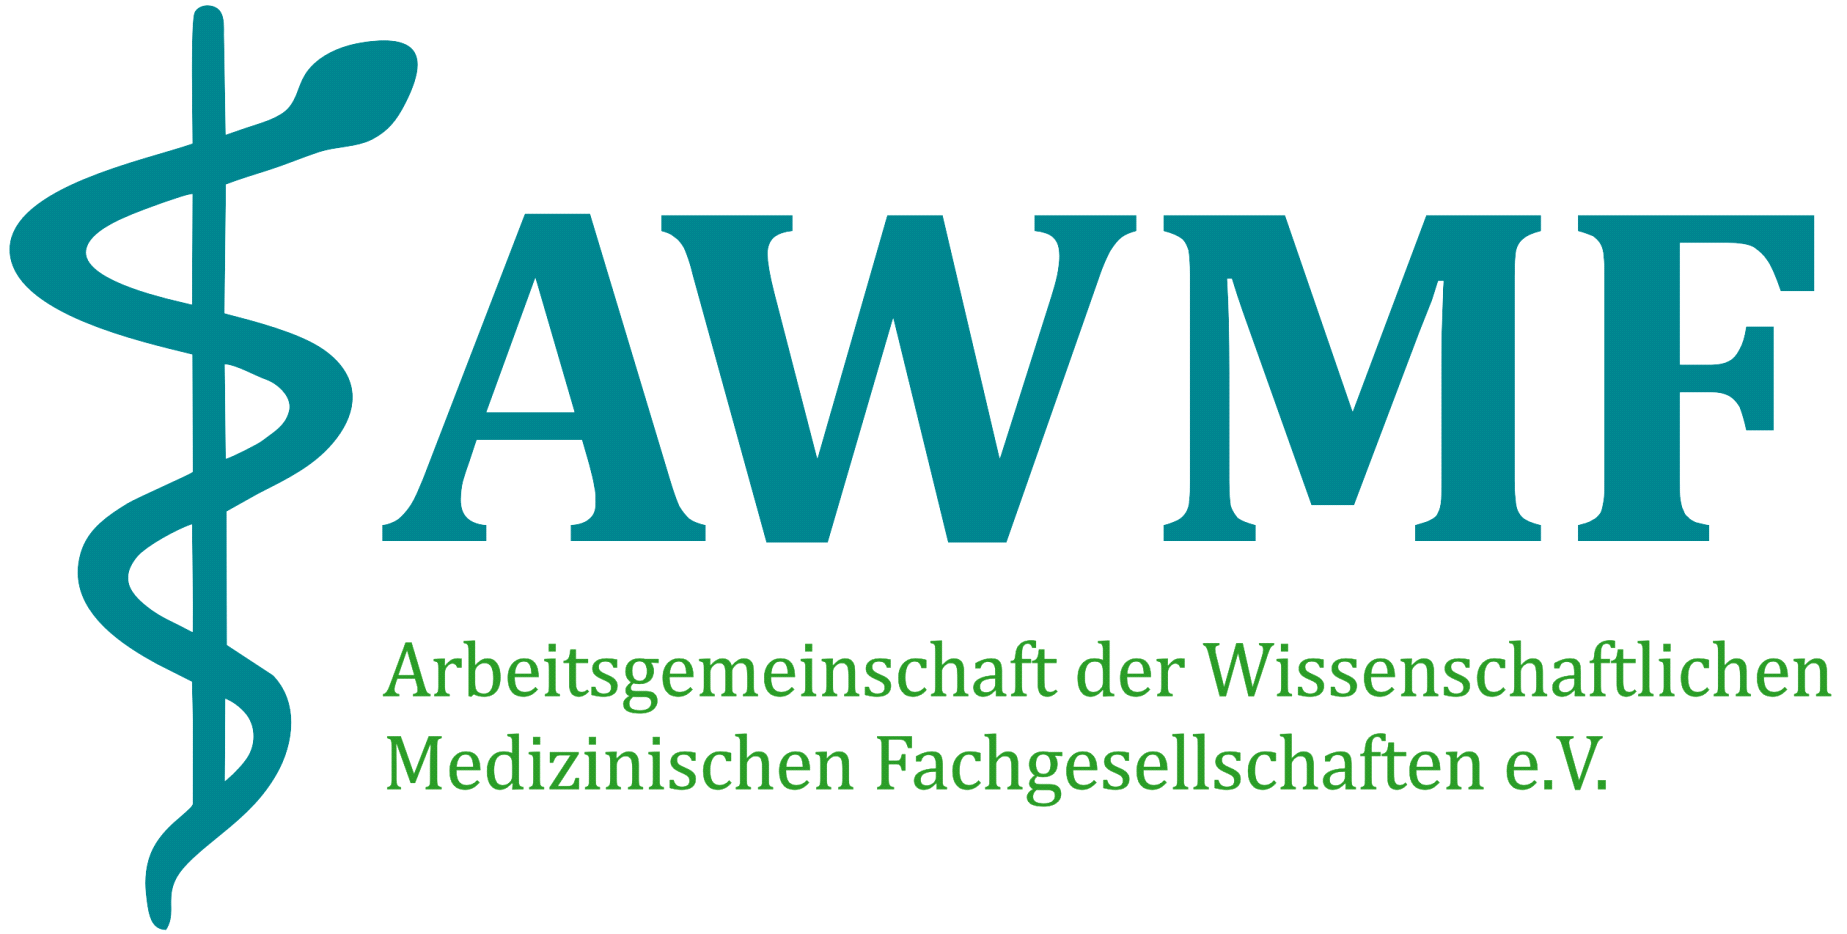 AWMF
Arbeitsgemeinschaft der Wissenschaftlichen
Medizinischen Fachgesellschaften e.V.